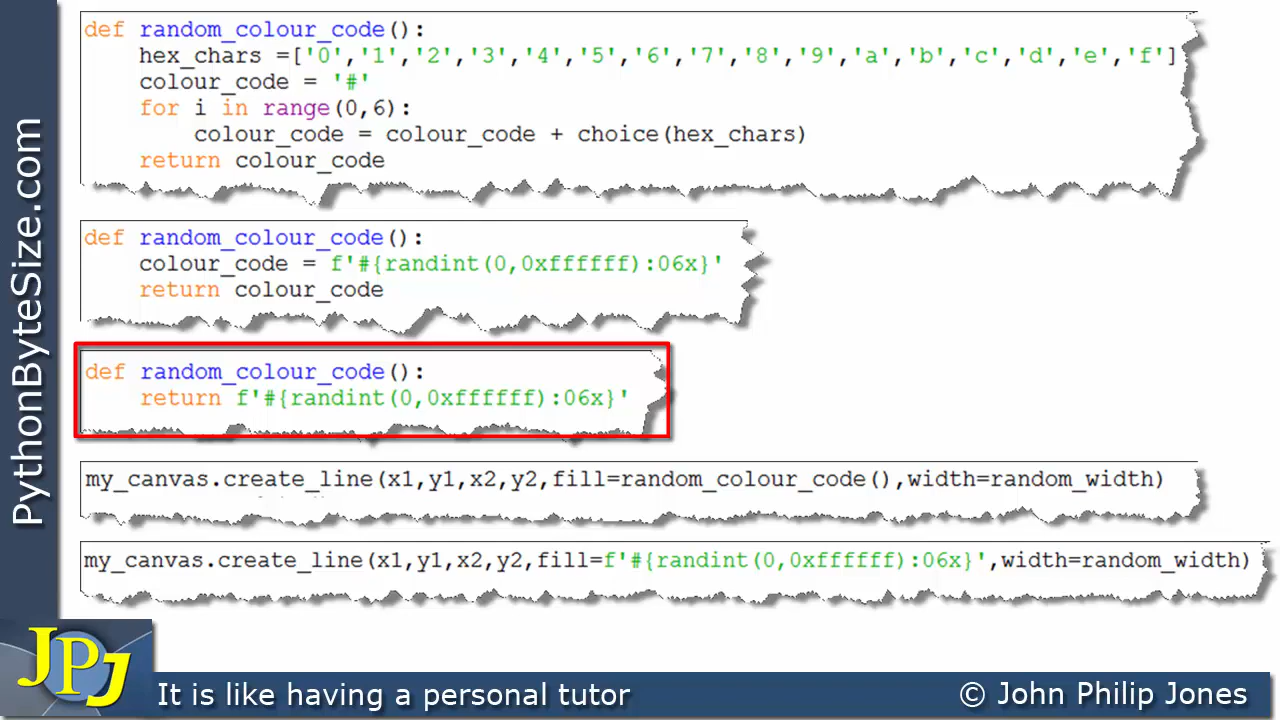 def random_colour_code():
    hex_chars =['0','1','2','3','4','5','6','7','8','9','a','b','c','d','e','f']
    colour_code = '#'
    for i in range(0,6):
        colour_code = colour_code + choice(hex_chars)
    return colour_code
def random_colour_code():
    colour_code = f'#{randint(0,0xffffff):06x}'
    return colour_code
def random_colour_code():
    return f'#{randint(0,0xffffff):06x}'
my_canvas.create_line(x1,y1,x2,y2,fill=random_colour_code(),width=random_width)
my_canvas.create_line(x1,y1,x2,y2,fill=f'#{randint(0,0xffffff):06x}',width=random_width)
PythonByteSize.com
JPJ
It is like having a personal tutor
© John Philip Jones